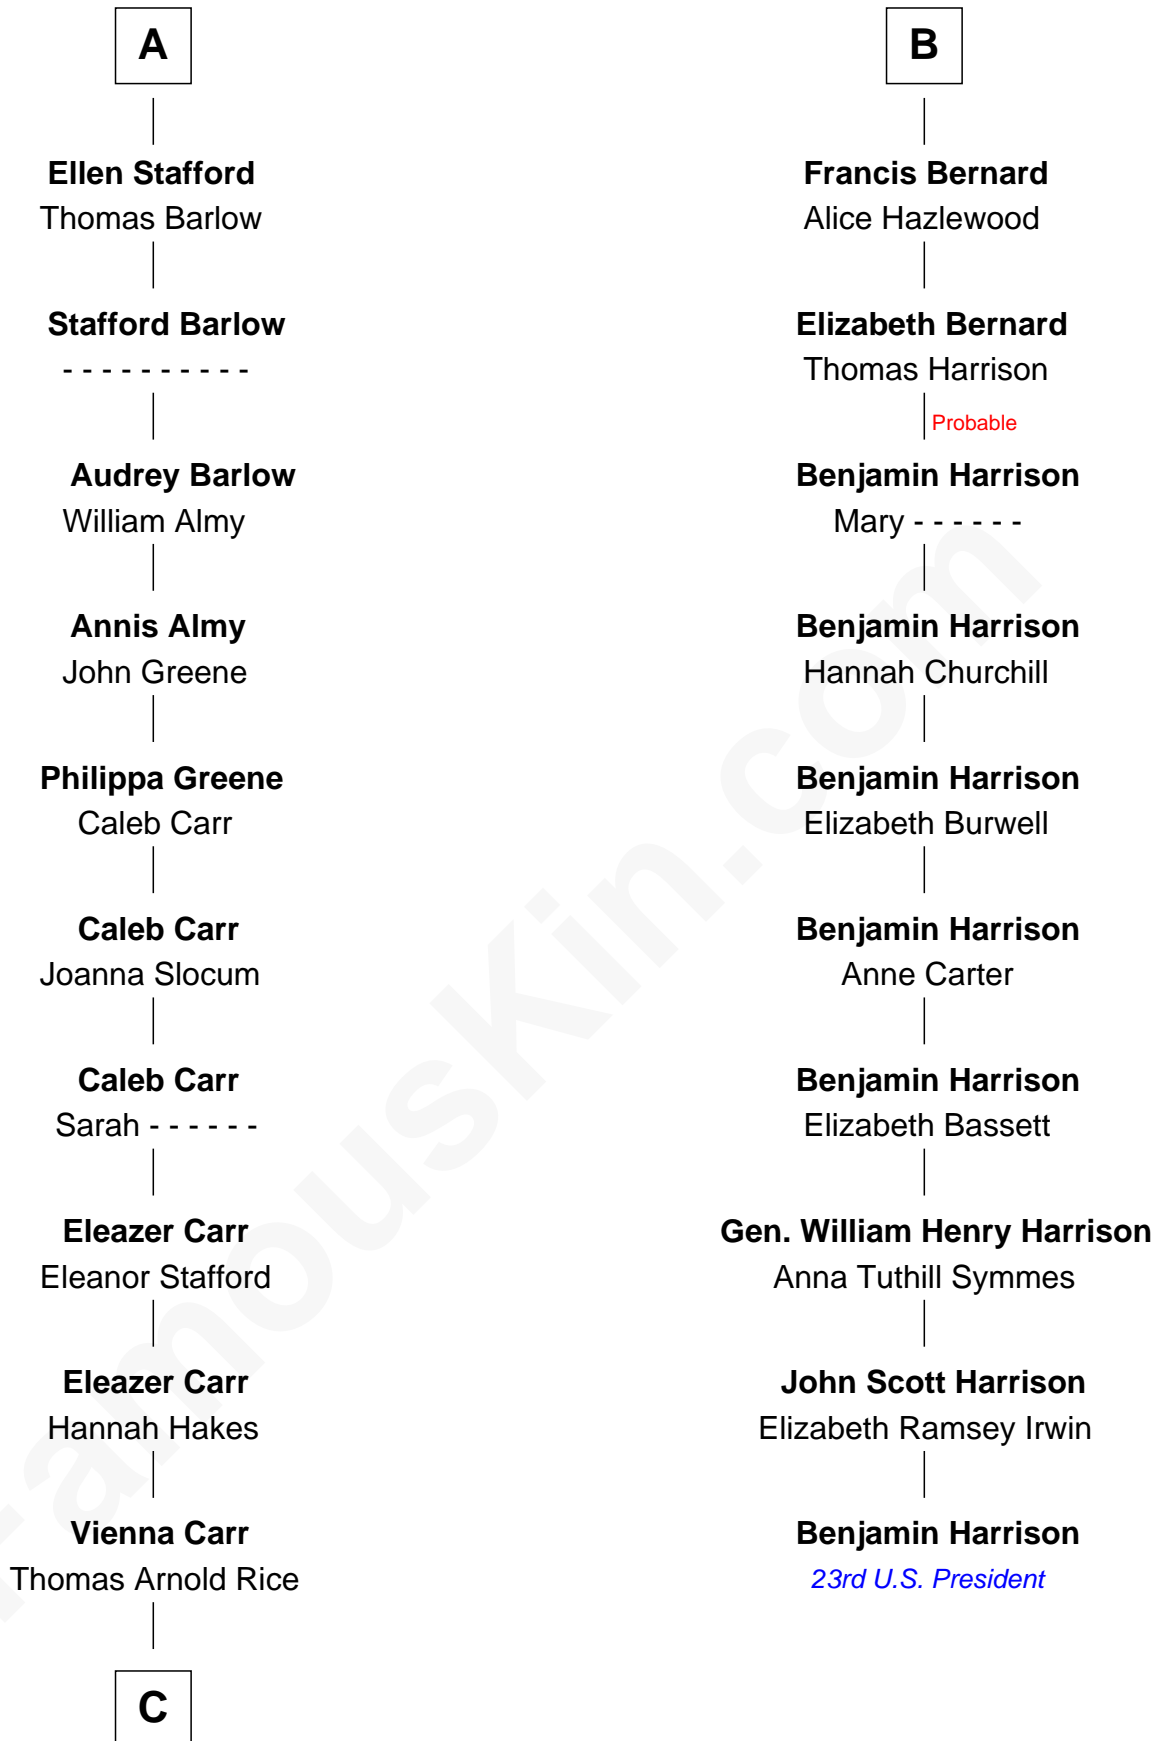 A
Ellen Stafford
Thomas Barlow
Stafford Barlow
- - - - - - - - - -
Audrey Barlow
William Almy
Annis Almy
John Greene
Philippa Greene
Caleb Carr
Caleb Carr
Joanna Slocum
Caleb Carr
Sarah - - - - - -
Eleazer Carr
Eleanor Stafford
Eleazer Carr
Hannah Hakes
Vienna Carr
Thomas Arnold Rice
C
B
Francis Bernard
Alice Hazlewood
Elizabeth Bernard
Thomas Harrison
Probable
Benjamin Harrison
Mary - - - - - -
Benjamin Harrison
Hannah Churchill
Benjamin Harrison
Elizabeth Burwell
Benjamin Harrison
Anne Carter
Benjamin Harrison
Elizabeth Bassett
Gen. William Henry Harrison
Anna Tuthill Symmes
John Scott Harrison
Elizabeth Ramsey Irwin
Benjamin Harrison
23rd U.S. President
FamousKin.com